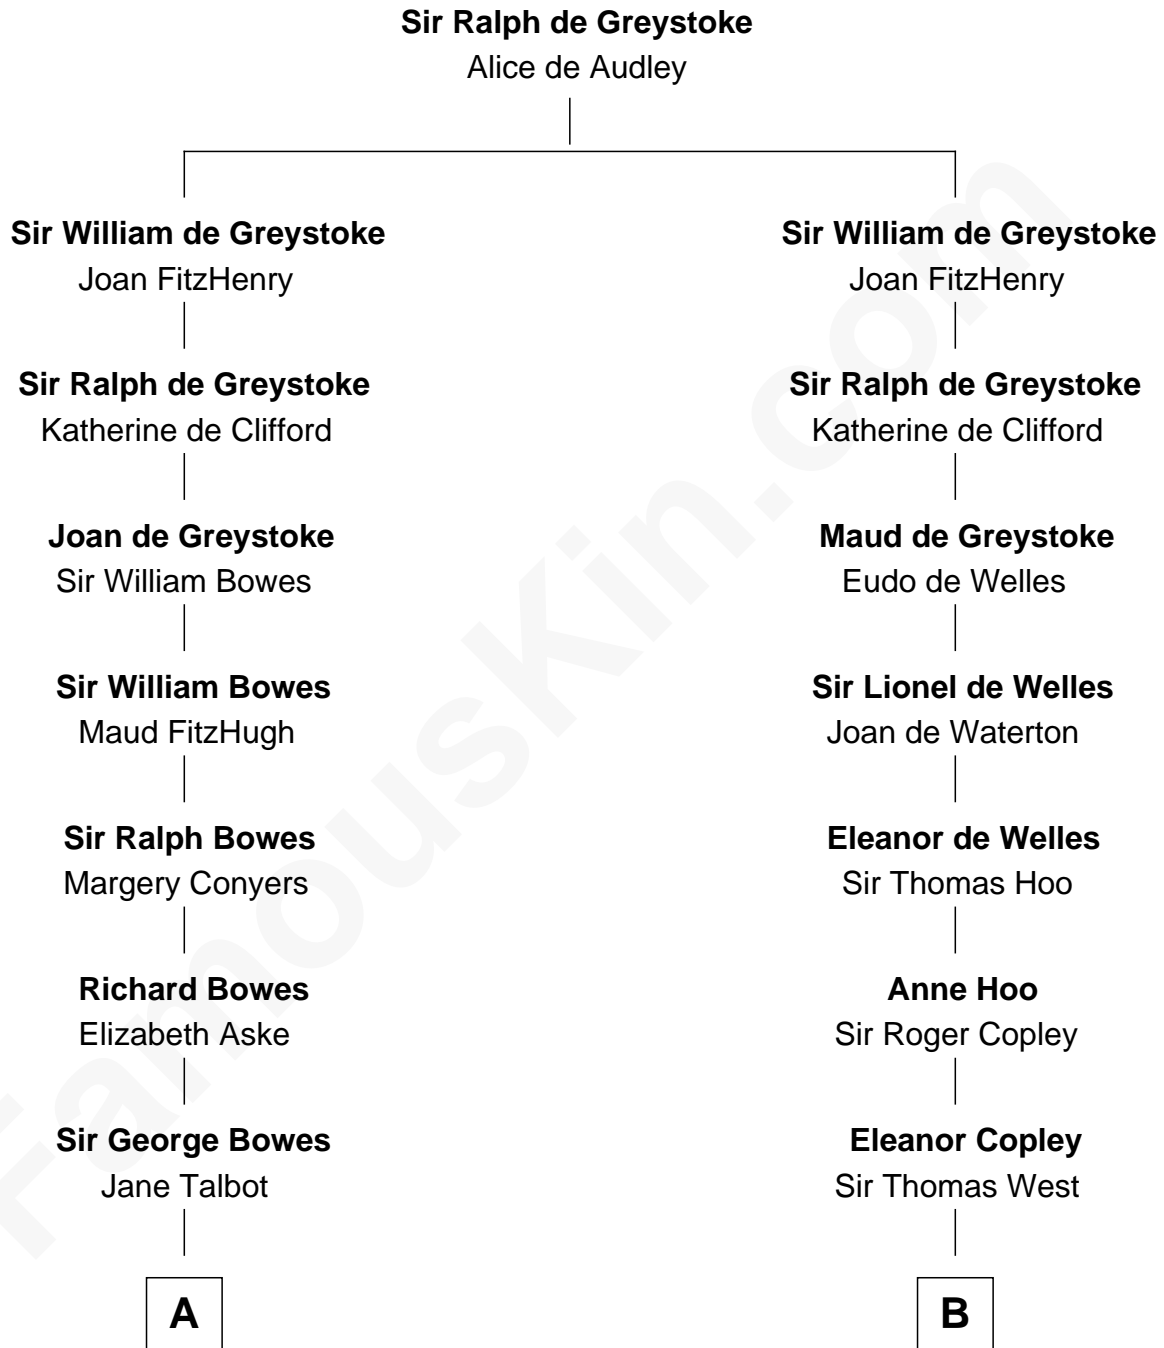 Sir Ralph de Greystoke
Alice de Audley
Sir William de Greystoke
Joan FitzHenry
Sir William de Greystoke
Joan FitzHenry
Sir Ralph de Greystoke
Katherine de Clifford
Sir Ralph de Greystoke
Katherine de Clifford
Joan de Greystoke
Sir William Bowes
Maud de Greystoke
Eudo de Welles
Sir William Bowes
Maud FitzHugh
Sir Lionel de Welles
Joan de Waterton
Sir Ralph Bowes
Margery Conyers
Eleanor de Welles
Sir Thomas Hoo
Richard Bowes
Elizabeth Aske
Anne Hoo
Sir Roger Copley
Sir George Bowes
Jane Talbot
Eleanor Copley
Sir Thomas West
A
B
FamousKin.com